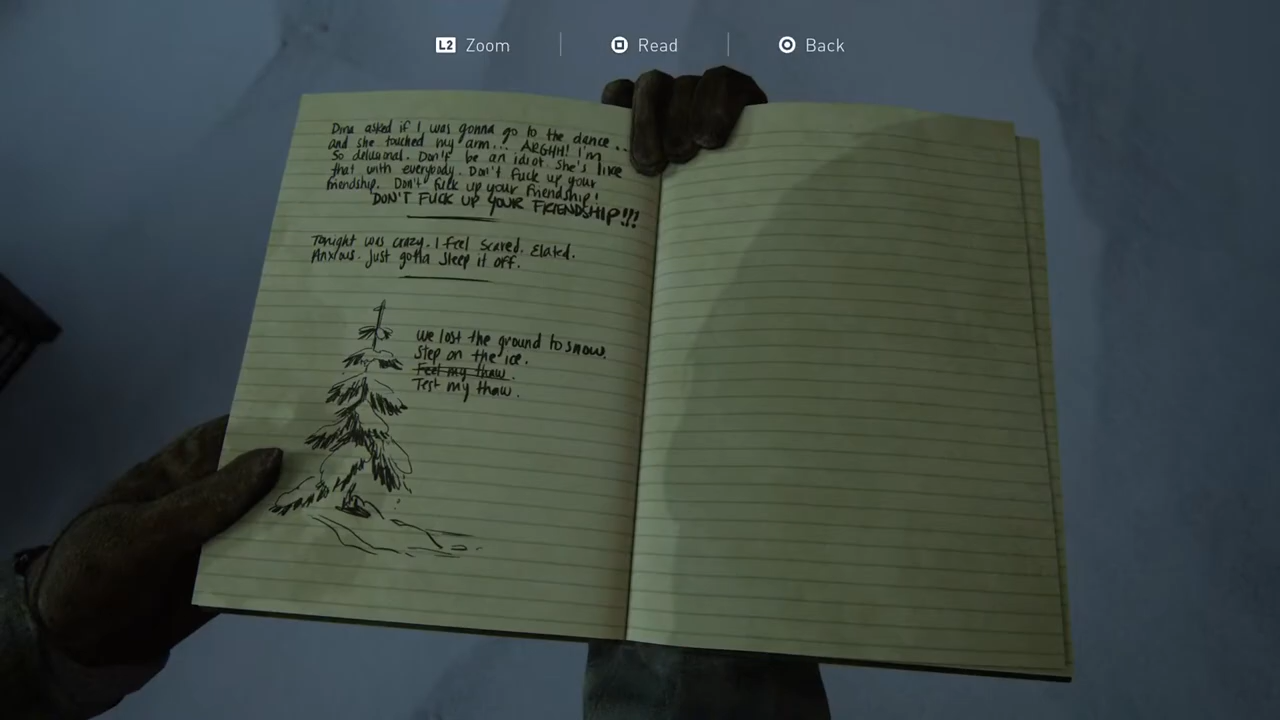 L2 Zoom
Read
Back
Dina asked if I was gonna go to the dance..
and she touched my arm... ARGHH! I'm
so delusional. Don't be an idiot. She's like
that with everybody. Don't fuck up your
friendship. Don't fuck up your friendship!
DON'T FUCK UP YOUR FRIENDSHIP!!!
Tonight was crazy. I feel scared. Elated.
Anxious. Just gotta sleep it off.
We lost the ground to snow.
Step on the ice.
Feel my thaw.
Test my thaw.